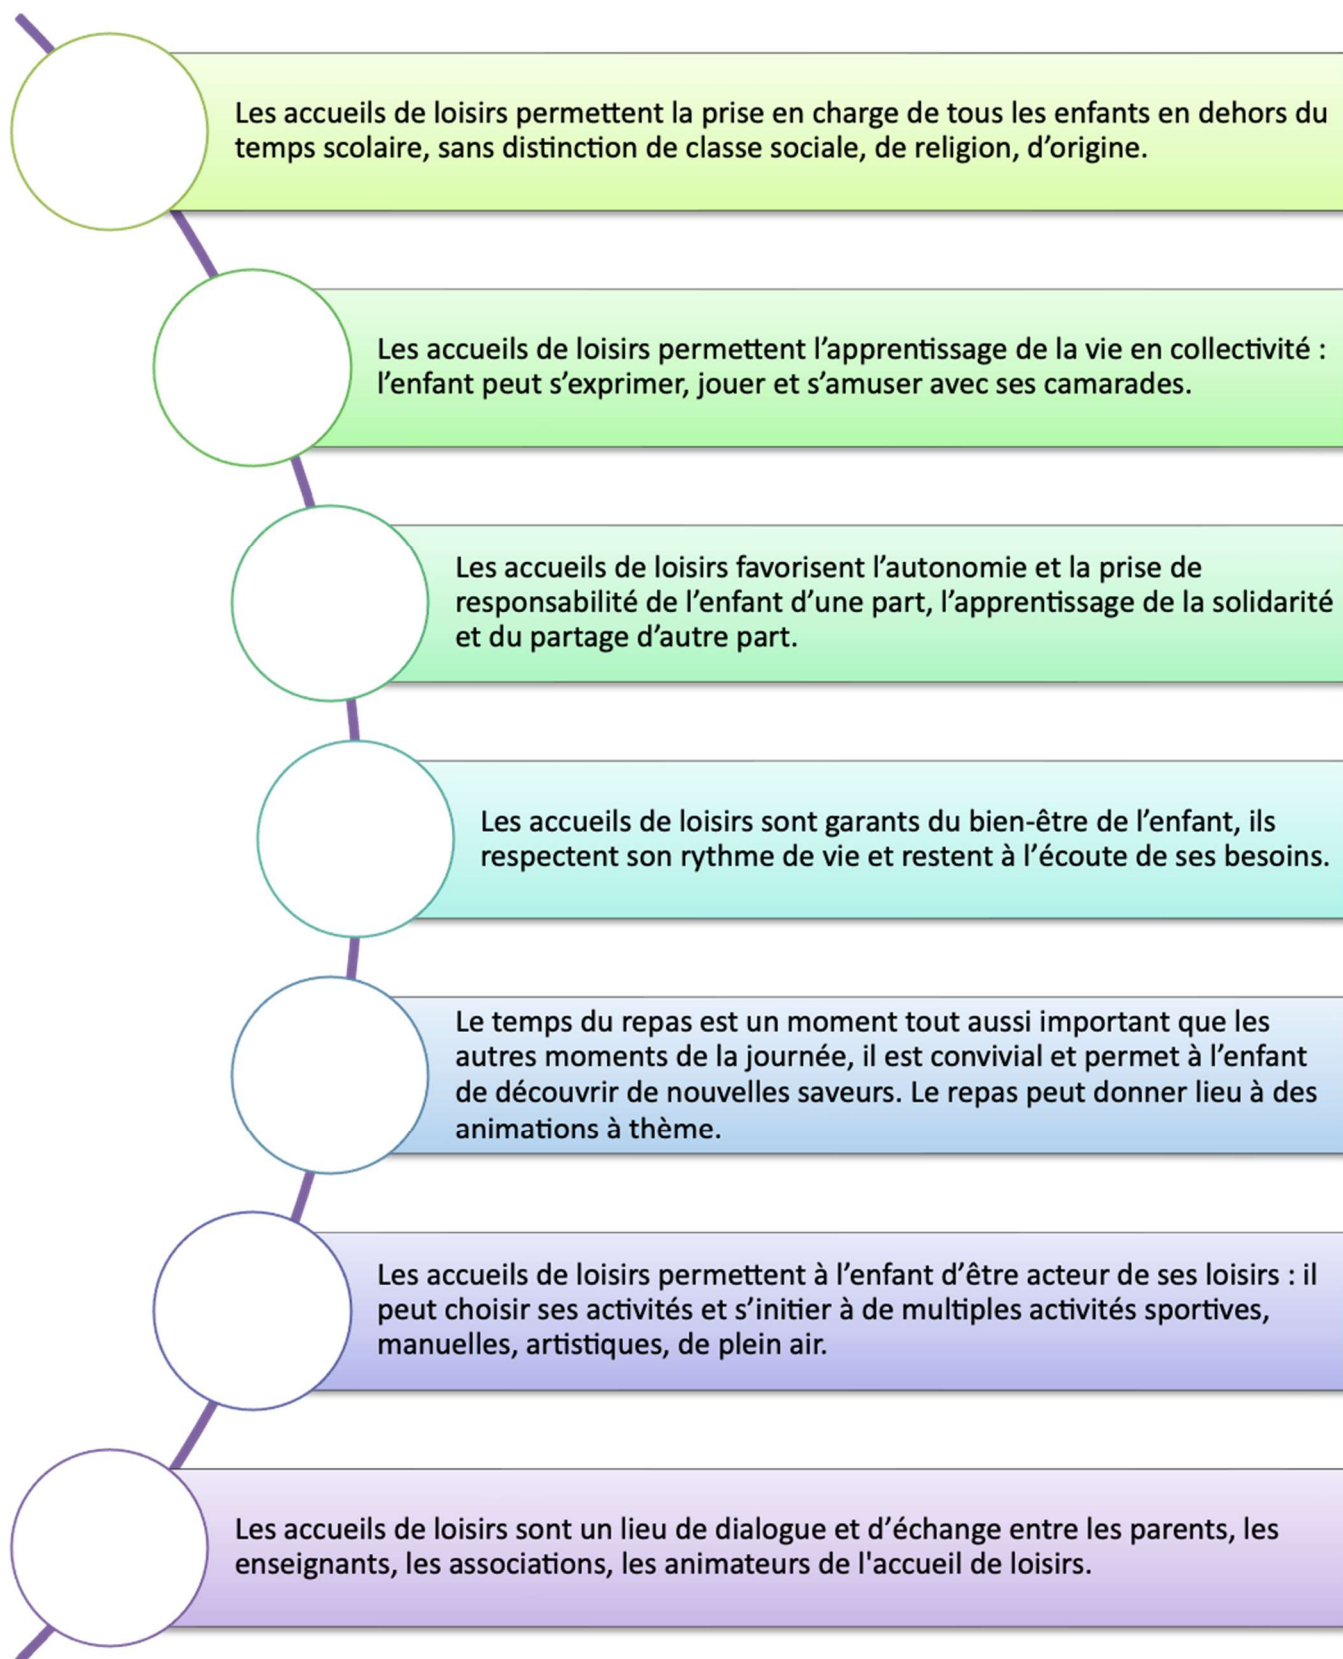 Les accueils de loisirs permettent la prise en charge de tous les enfants en dehors du
temps scolaire, sans distinction de classe sociale, de religion, d’origine.
Les accueils de loisirs permettent l’apprentissage de la vie en collectivité :
l’enfant peut s’exprimer, jouer et s’amuser avec ses camarades.
Les accueils de loisirs favorisent l’autonomie et la prise de
responsabilité de l’enfant d’une part, l’apprentissage de la solidarité
et du partage d’autre part.
Les accueils de loisirs sont garants du bien-être de l’enfant, ils
respectent son rythme de vie et restent à l’écoute de ses besoins.
Le temps du repas est un moment tout aussi important que les
autres moments de la journée, il est convivial et permet à l’enfant
de découvrir de nouvelles saveurs. Le repas peut donner lieu à des
animations à thème.
Les accueils de loisirs permettent à l’enfant d’être acteur de ses loisirs : il
peut choisir ses activités et s’initier à de multiples activités sportives,
manuelles, artistiques, de plein air.
Les accueils de loisirs sont un lieu de dialogue et d’échange entre les parents, les
enseignants, les associations, les animateurs de l'accueil de loisirs.